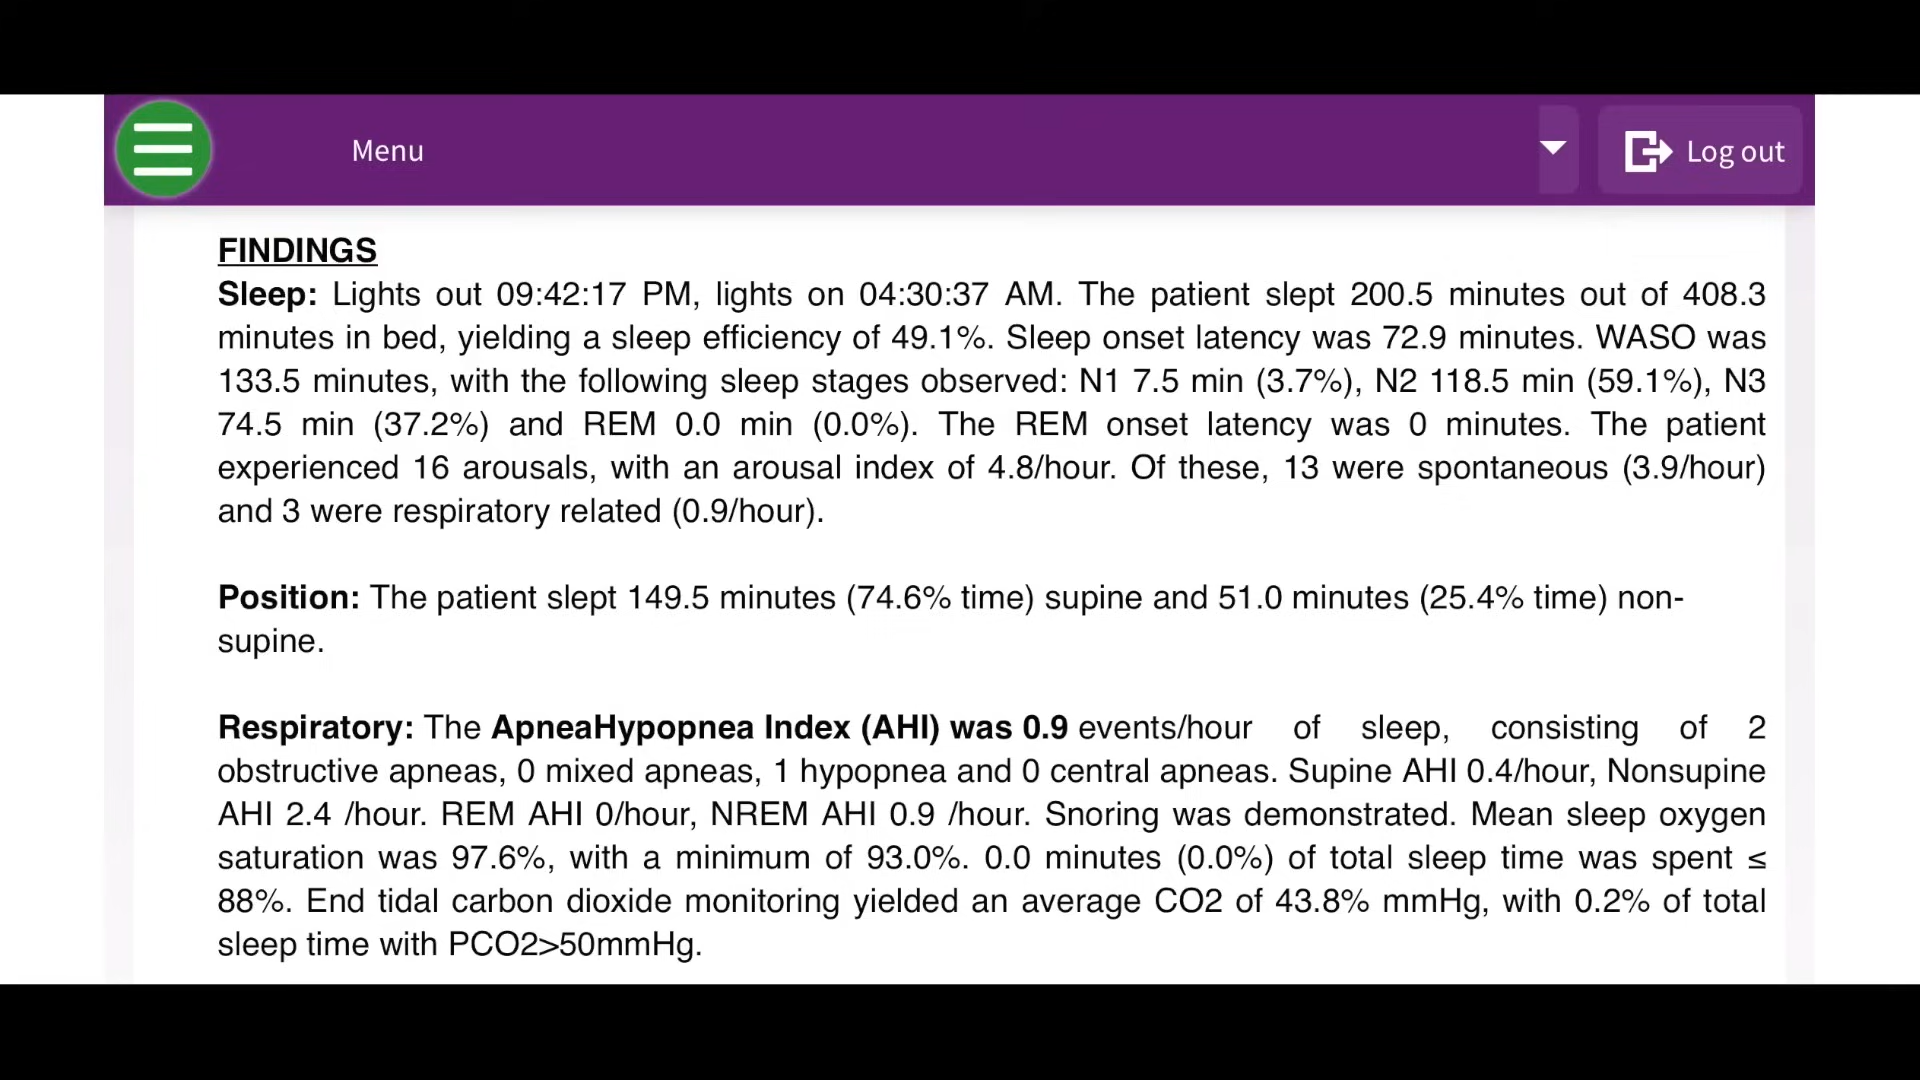 Menu
Log out
FINDINGS
Sleep: Lights out 09:42:17 PM, lights on 04:30:37 AM. The patient slept 200.5 minutes out of 408.3
minutes in bed, yielding a sleep efficiency of 49.1%. Sleep onset latency was 72.9 minutes. WASO was
133.5 minutes, with the following sleep stages observed: N1 7.5 min (3.7%), N2 118.5 min (59.1%), N3
74.5 min (37.2%) and REM 0.0 min (0.0%). The REM onset latency was 0 minutes. The patient
experienced 16 arousals, with an arousal index of 4.8/hour. Of these, 13 were spontaneous (3.9/hour)
and 3 were respiratory related (0.9/hour).
Position: The patient slept 149.5 minutes (74.6% time) supine and 51.0 minutes (25.4% time) non-
supine.
Respiratory: The ApneaHypopnea Index (AHI) was 0.9 events/hour of sleep, consisting of 2
obstructive apneas, 0 mixed apneas, 1 hypopnea and 0 central apneas. Supine AHI 0.4/hour, Nonsupine
AHI 2.4 /hour. REM AHI 0/hour, NREM AHI 0.9 /hour. Snoring was demonstrated. Mean sleep oxygen
saturation was 97.6%, with a minimum of 93.0%. 0.0 minutes (0.0%) of total sleep time was spent ≤
88%. End tidal carbon dioxide monitoring yielded an average CO2 of 43.8% mmHg, with 0.2% of total
sleep time with PCO2>50mmHg.